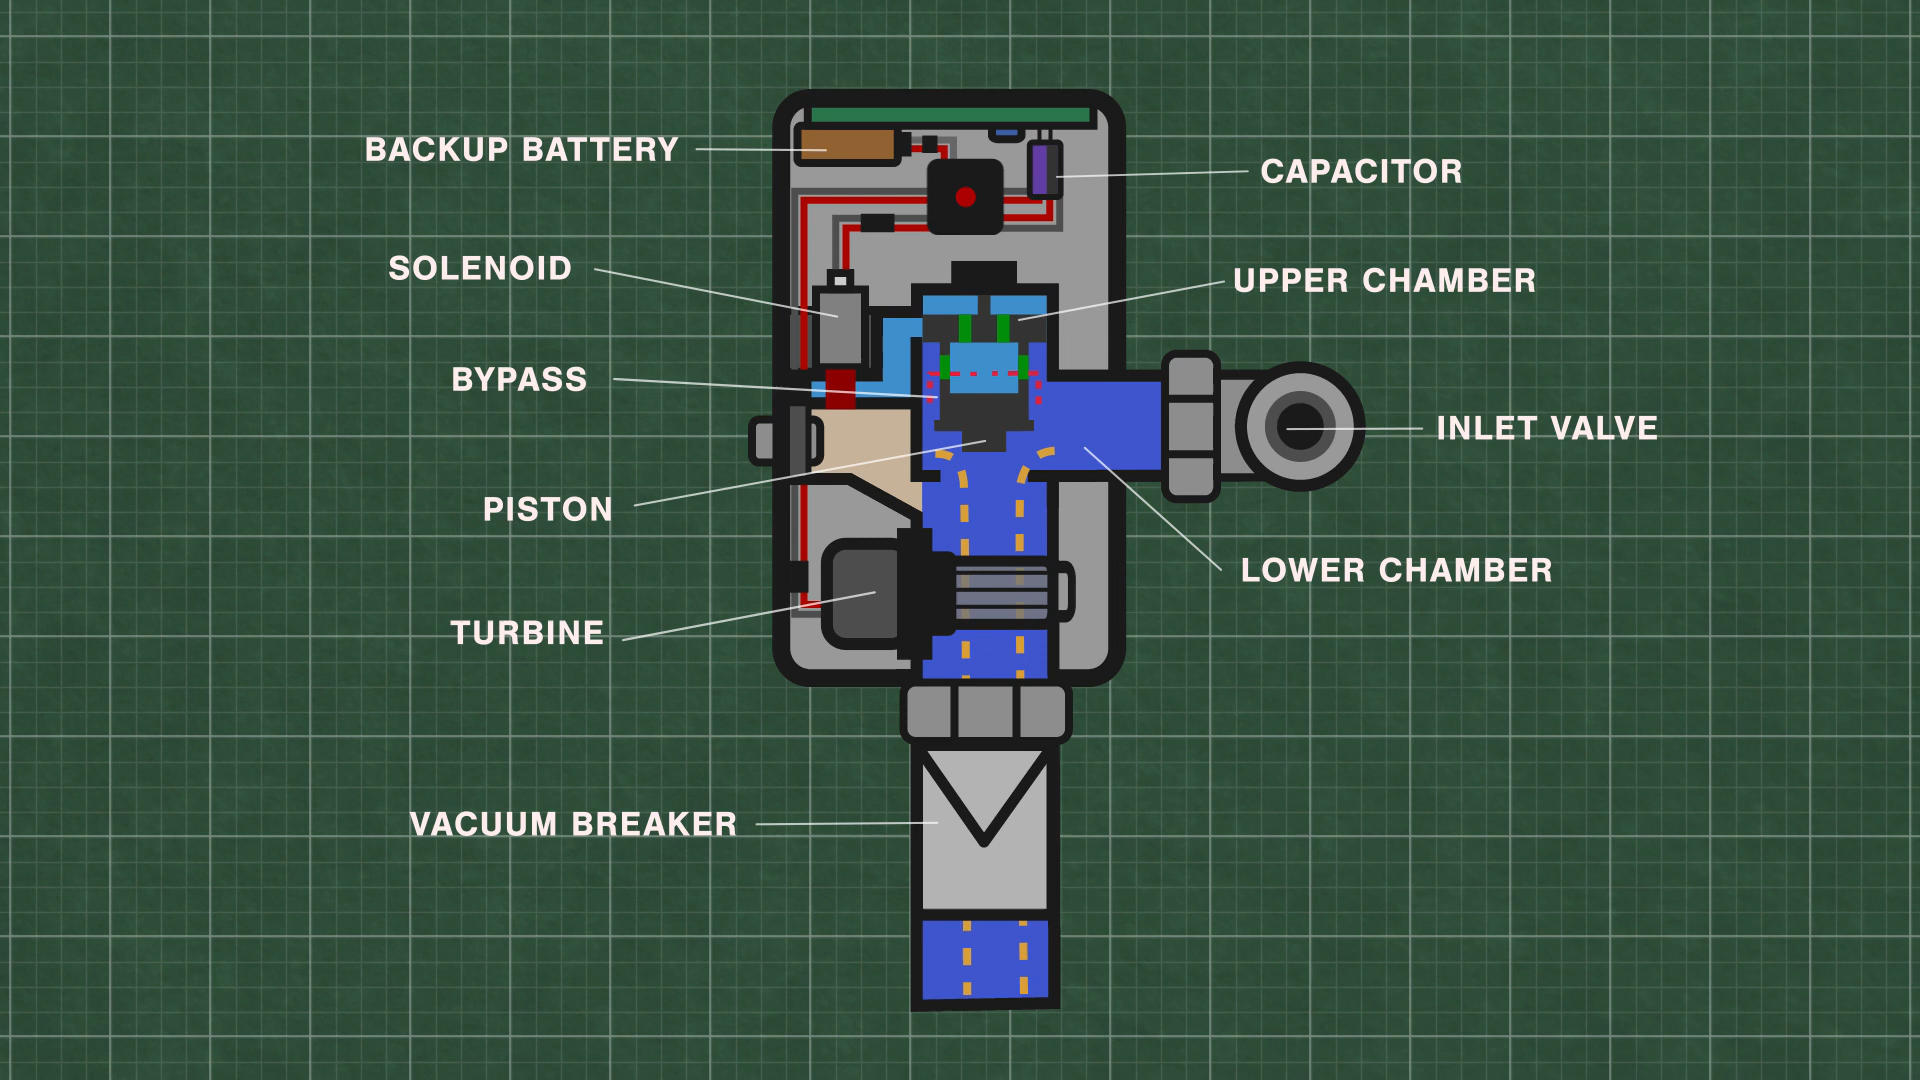 BACKUP BATTERY
CAPACITOR
SOLENOID
UPPER CHAMBER
BYPASS
INLET VALVE
PISTON
LOWER CHAMBER
TURBINE
VACUUM BREAKER